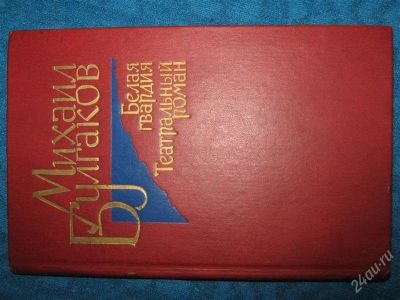 Михаил
Булгаков
Белая
гвардия
Театральный
роман
24au.ru